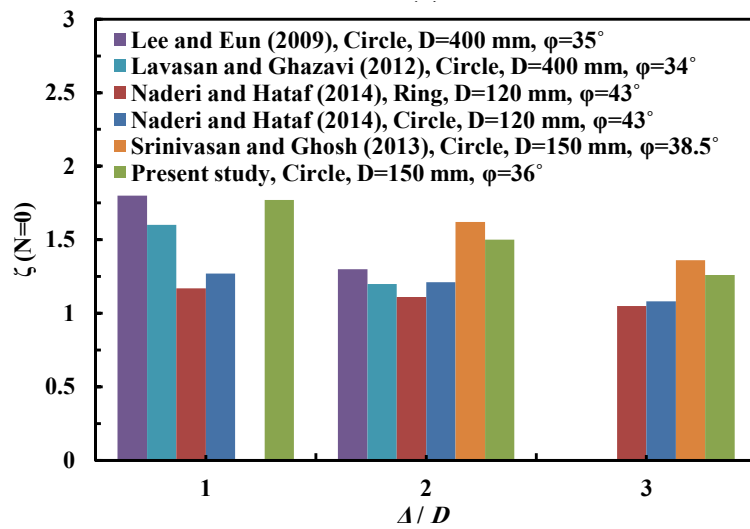 3
2.5
2
1.5
1
0.5
0
ζ (N=0)
Lee and Eun (2009), Circle, D=400 mm, φ=35˚
Lavasan and Ghazavi (2012), Circle, D=400 mm, φ=34˚
Naderi and Hataf (2014), Ring, D=120 mm, φ=43˚
Naderi and Hataf (2014), Circle, D=120 mm, φ=43˚
Srinivasan and Ghosh (2013), Circle, D=150 mm, φ=38.5˚
Present study, Circle, D=150 mm, φ=36˚
1 2 3
Δ/ D